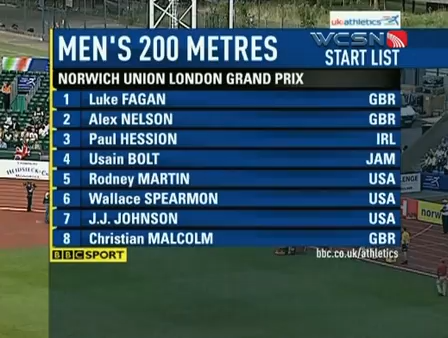 uk:athletics
MEN'S 200 METRES
WCSN
START LIST
NORWICH UNION LONDON GRAND PRIX
1 Luke FAGAN GBR
2 Alex NELSON GBR
3 Paul HESSION IRL
4 Usain BOLT JAM
5 Rodney MARTIN USA
6 Wallace SPEARMON USA
7 J.J. JOHNSON USA
8 Christian MALCOLM GBR
BBC SPORT
bbc.co.uk/athletics